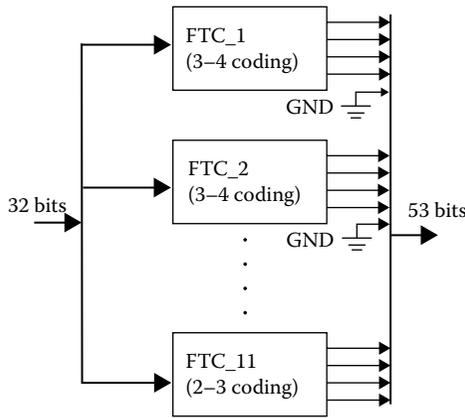 FTC_1
(3–4 coding)
GND
FTC_2
(3–4 coding)
32 bits
53 bits
GND
FTC_11
(2–3 coding)